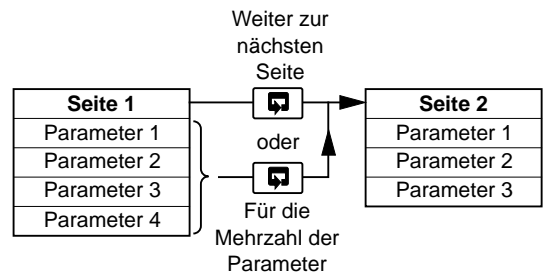 Weiter zur
nächsten
Seite
Seite 1
Parameter 1
Parameter 2
Parameter 3
Parameter 4
oder
Für die
Mehrzahl der
Parameter
Seite 2
Parameter 1
Parameter 2
Parameter 3